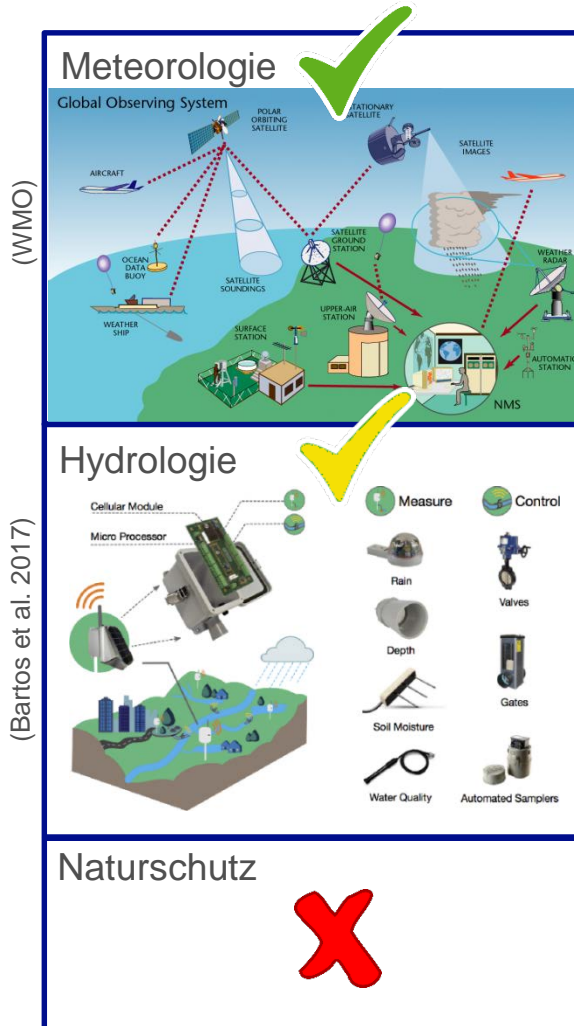 Meteorologie
(WMO)
Global Observing System
POLAR
ORBITING
SATELLITE
STATIONARY
SATELLITE
SATELLITE
IMAGES
AIRCRAFT
OCEAN
DATA
BUOY
SATELLITE
SOUNDINGS
SATELLITE
GROUND
STATION
WEATHER
RADAR
WEATHER
SHIP
SURFACE
STATION
UPPER-AIR
STATION
AUTOMATIC
STATION
NMS
Hydrologie
(Bartos et al. 2017)
Cellular Module
Micro Processor
Measure
Control
Rain
Valves
Depth
Gates
Soil Moisture
Water Quality
Automated Samplers
Naturschutz